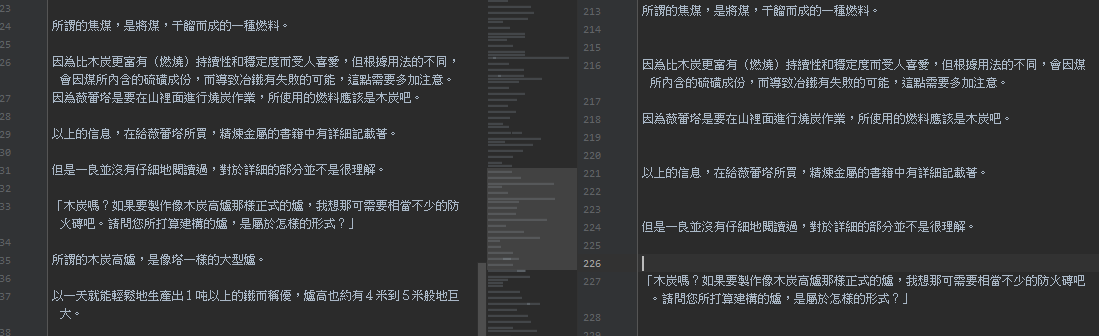 23
24 所謂的焦煤，是將煤，干餾而成的一種燃料。
25
26 因為比木炭更富有（燃燒）持續性和穩定度而受人喜愛，但根據用法的不同，
會因煤所內含的硫磺成份，而導致冶鐵有失敗的可能，這點需要多加注意。
27 因為薇蕾塔是要在山裡面進行燒炭作業，所使用的燃料應該是木炭吧。
28
29 以上的信息，在給薇蕾塔所買，精煉金屬的書籍中有詳細記載著。
30
31 但是一良並沒有仔細地閱讀過，對於詳細的部分並不是很理解。
32
33 「木炭嗎？如果要製作像木炭高爐那樣正式的爐，我想那可需要相當不少的防
火磚吧。請問您所打算建構的爐，是屬於怎樣的形式？」
34
35 所謂的木炭高爐，是像塔一樣的大型爐。
36
37 以一天就能輕鬆地生產出１噸以上的鐵而稱優，爐高也約有４米到５米般地巨
大。
38
213 所謂的焦煤，是將煤，干餾而成的一種燃料。
214
215
216 因為比木炭更富有（燃燒）持續性和穩定度而受人喜愛，但根據用法的不同，會因煤
所內含的硫磺成份，而導致冶鐵有失敗的可能，這點需要多加注意。
217
218 因為薇蕾塔是要在山裡面進行燒炭作業，所使用的燃料應該是木炭吧。
219
220
221 以上的信息，在給薇蕾塔所買，精煉金屬的書籍中有詳細記載著。
222
223
224 但是一良並沒有仔細地閱讀過，對於詳細的部分並不是很理解。
225
226
227 「木炭嗎？如果要製作像木炭高爐那樣正式的爐，我想那可需要相當不少的防火磚吧
。請問您所打算建構的爐，是屬於怎樣的形式？」
228
229